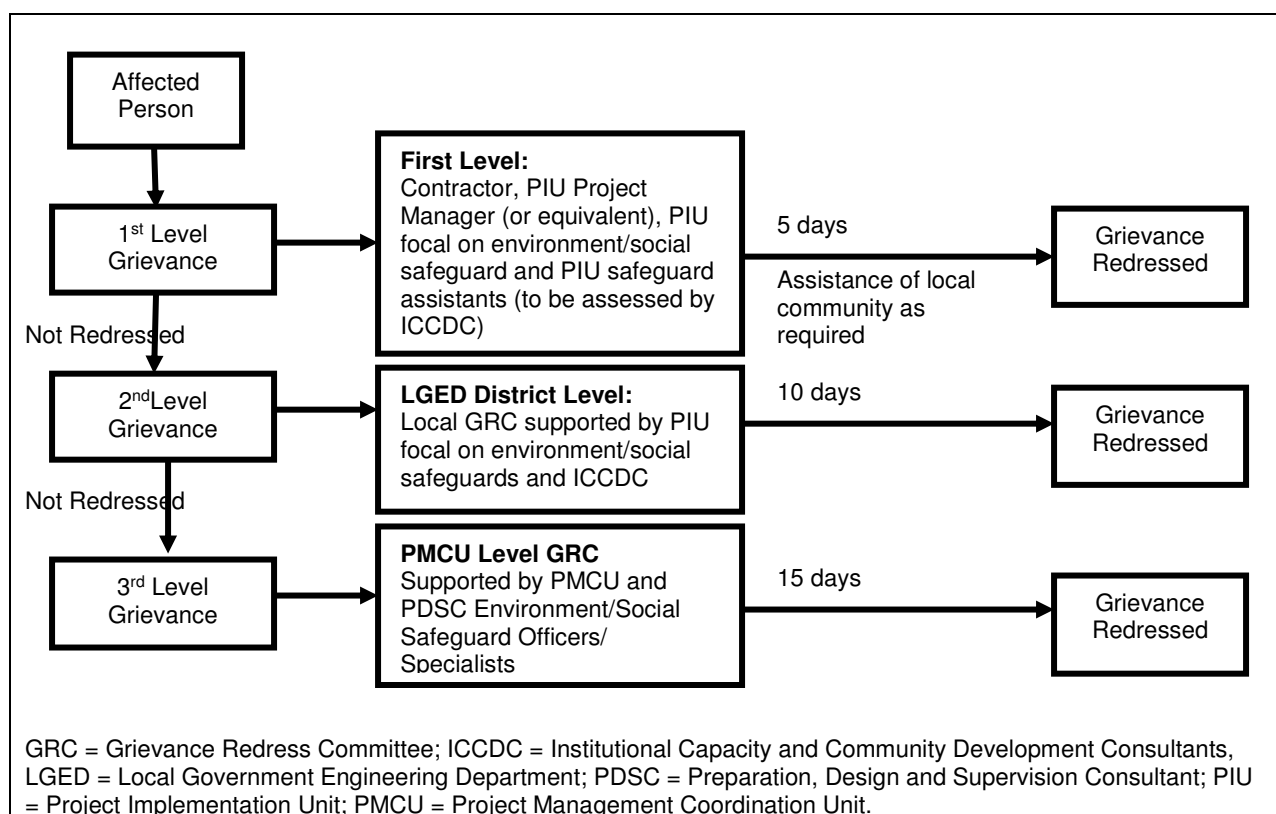 Affected
Person
First Level:
Contractor, PIU Project
Manager (or equivalent), PIU
focal on environment/social
safeguard and PIU safeguard
assistants (to be assessed by
ICCDC)
1st Level
Grievance
5 days
Assistance of local
community as
required
Grievance
Redressed
Not Redressed
2ndLevel
Grievance
LGED District Level:
Local GRC supported by PIU
focal on environment/social
safeguards and ICCDC
10 days
Grievance
Redressed
Not Redressed
3rd Level
Grievance
PMCU Level GRC
Supported by PMCU and
PDSC Environment/Social
Safeguard Officers/
Specialists
15 days
Grievance
Redressed
GRC = Grievance Redress Committee; ICCDC = Institutional Capacity and Community Development Consultants,
LGED = Local Government Engineering Department; PDSC = Preparation, Design and Supervision Consultant; PIU
= Project Implementation Unit; PMCU = Project Management Coordination Unit.